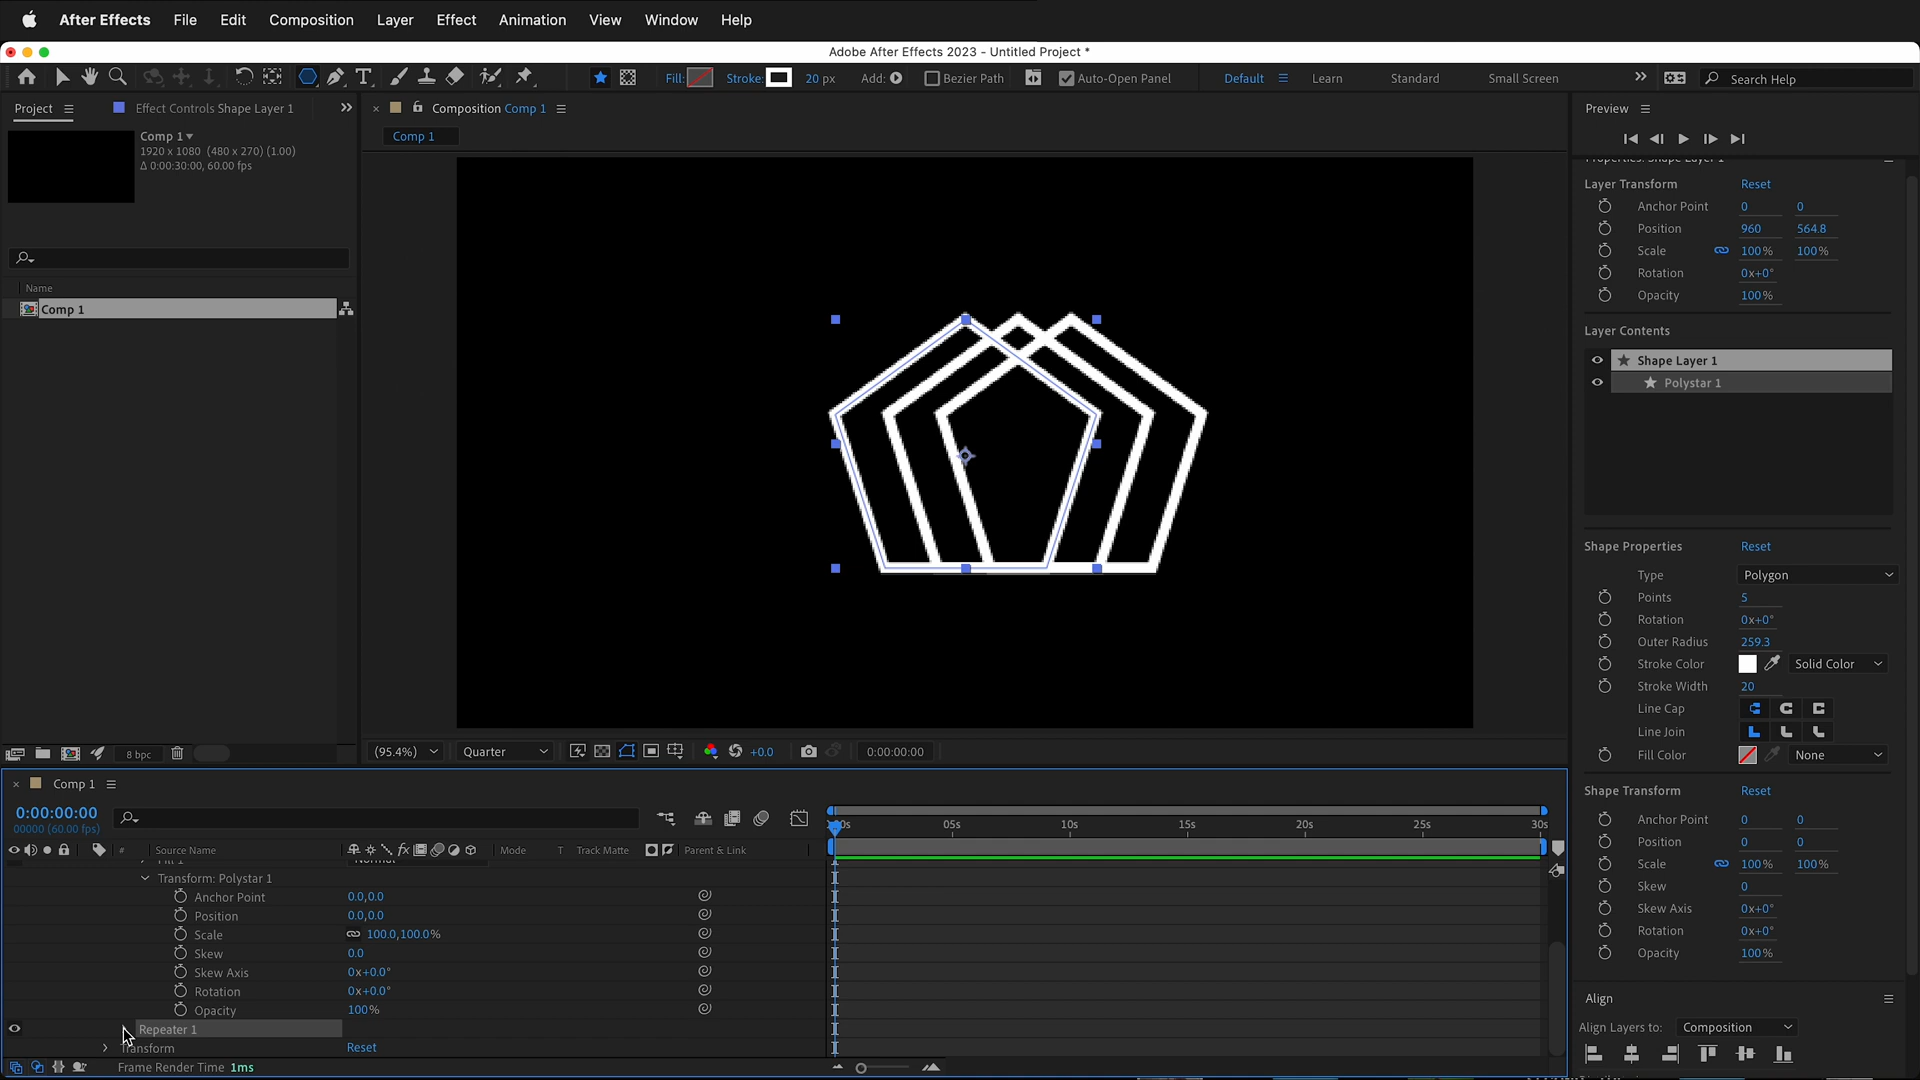 After Effects File Edit Composition Layer Effect Animation View Window Help
Adobe After Effects 2023 - Untitled Project *
Fill: Stroke: 20 px Add: Bezier Path Auto-Open Panel Default Learn Standard Small Screen Search Help
Project Effect Controls Shape Layer 1
Comp 1
1920 x 1080 (480 x 270) (1.00)
Δ 0:00:30:00, 60.00 fps
Name
Comp 1
8 bpc
Composition Comp 1
Comp 1
(95.4%) Quarter +0.0 0:00:00:00
Preview
Properties: Shape Layer 1
Layer Transform Reset
Anchor Point 0 0
Position 960 564.8
Scale 100% 100%
Rotation 0x+0°
Opacity 100%
Layer Contents
Shape Layer 1
Polystar 1
Shape Properties Reset
Type Polygon
Points 5
Rotation 0x+0°
Outer Radius 259.3
Stroke Color Solid Color
Stroke Width 20
Line Cap
Line Join
Fill Color None
Shape Transform Reset
Anchor Point 0 0
Position 0 0
Scale 100% 100%
Skew 0
Skew Axis 0x+0°
Rotation 0x+0°
Opacity 100%
Align
Align Layers to: Composition
Comp 1
0:00:00:00
00000 (60.00 fps)
05s 10s 15s 20s 25s 30s
# Source Name Mode T Track Matte Parent & Link
Fill 1 Normal
Transform: Polystar 1
Anchor Point 0.0,0.0
Position 0.0,0.0
Scale 100.0,100.0%
Skew 0.0
Skew Axis 0x+0.0°
Rotation 0x+0.0°
Opacity 100%
Repeater 1
Transform Reset
Frame Render Time 1ms